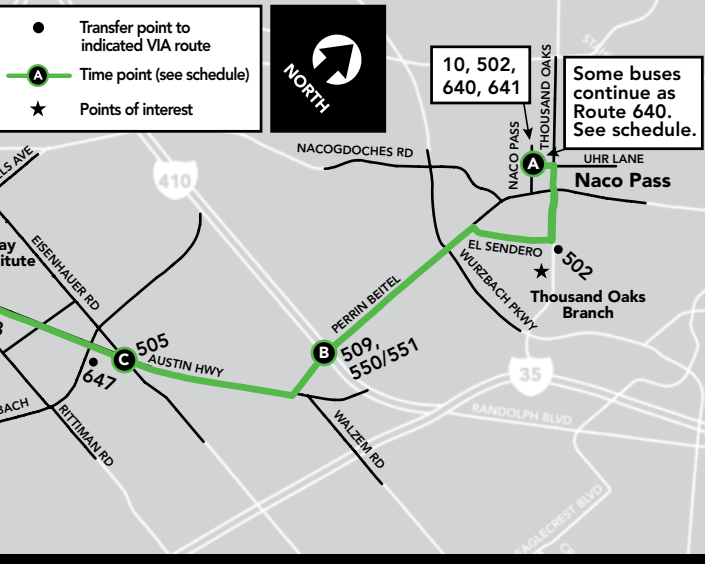 Transfer point to
indicated VIA route
A
Time point (see schedule)
Points of interest
NORTH
10, 502,
640, 641
THOUSAND OAKS
Some buses
continue as
Route 640.
See schedule.
NACO PASS
A
UHR LANE
Naco Pass
NACOGDOCHES RD
410
EL SENDERO
502
WURZBACH PKWY
Thousand Oaks
Branch
EISENHAUER RD
PERRIN BEITEL
B
509,
550/551
C
505
AUSTIN HWY
647
35
RANDOLPH BLVD
WALZEM RD
RITTIMAN RD
EAGLECREST BLVD